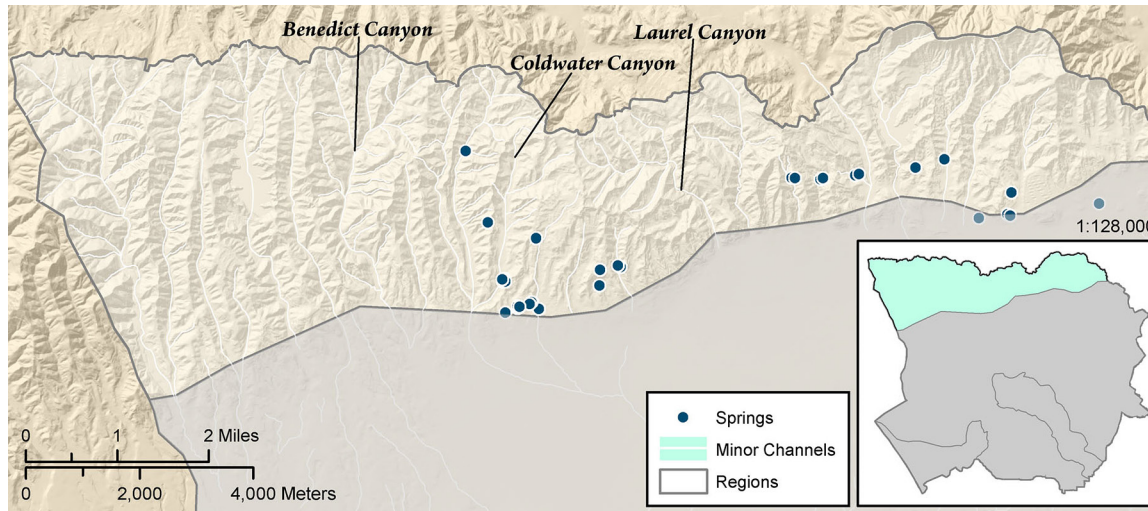 Benedict Canyon
Laurel Canyon
Coldwater Canyon
1:128,000
0 1 2 Miles
0 2,000 4,000 Meters
Springs
Minor Channels
Regions